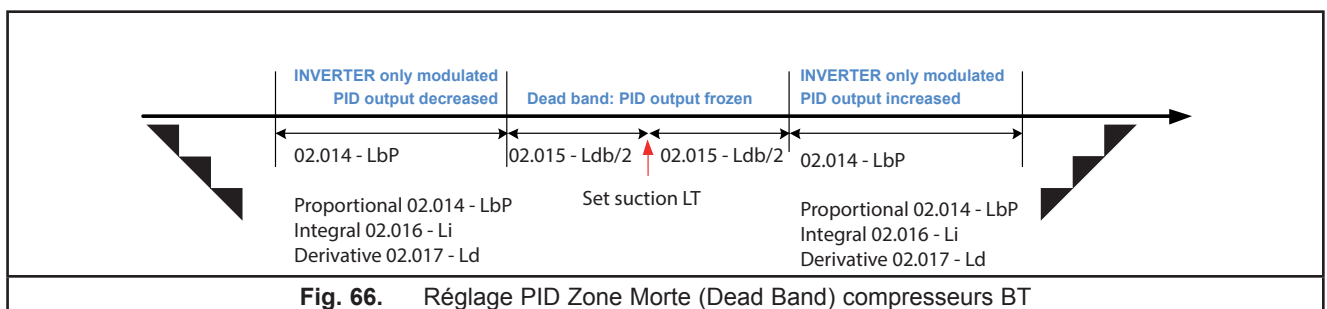 INVERTER only modulated
PID output decreased
Dead band: PID output frozen
INVERTER only modulated
PID output increased
02.014 - LbP
02.015 - Ldb/2
02.015 - Ldb/2
02.014 - LbP
Set suction LT
Proportional 02.014 - LbP
Integral 02.016 - Li
Derivative 02.017 - Ld
Proportional 02.014 - LbP
Integral 02.016 - Li
Derivative 02.017 - Ld
Fig. 66. Réglage PID Zone Morte (Dead Band) compresseurs BT